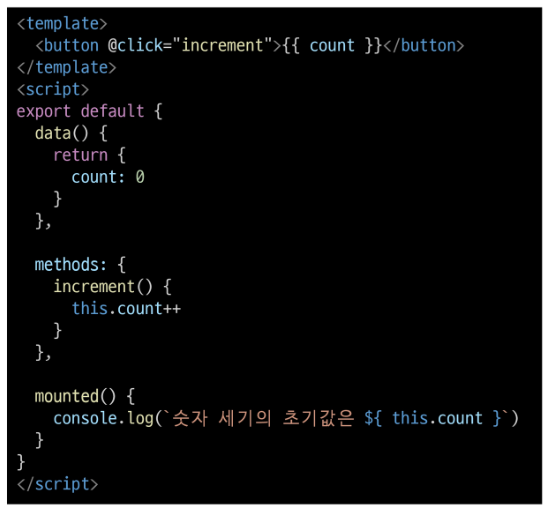 <template>
  <button @click="increment">{{ count }}</button>
</template>
<script>
export default {
  data() {
    return {
      count: 0
    }
  },

  methods: {
    increment() {
      this.count++
    }
  },

  mounted() {
    console.log(`숫자 세기의 초기값은 ${ this.count }`)
  }
}
</script>